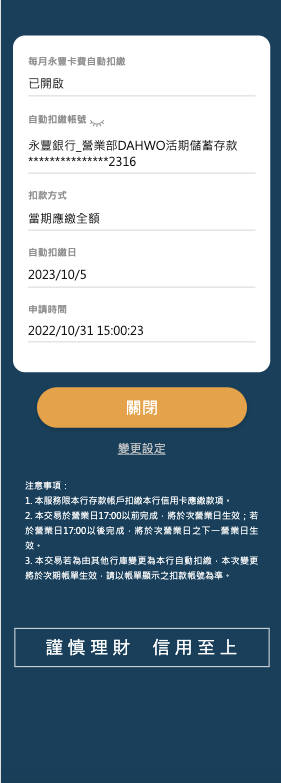 每月永豐卡費自動扣繳
已開啟
自動扣繳帳號
永豐銀行_營業部DAHWO活期儲蓄存款
***************2316
扣款方式
當期應繳全額
自動扣繳日
2023/10/5
申請時間
2022/10/31 15:00:23
關閉
變更設定
注意事項：
1. 本服務限本行存款帳戶扣繳本行信用卡應繳款項。
2. 本交易於營業日17:00以前完成，將於次營業日生效；若
於營業日17:00以後完成，將於次營業日之下一營業日生
效。
3. 本交易若為由其他行庫變更為本行自動扣繳，本次變更
將於次期帳單生效，請以帳單顯示之扣款帳號為準。
謹慎理財 信用至上